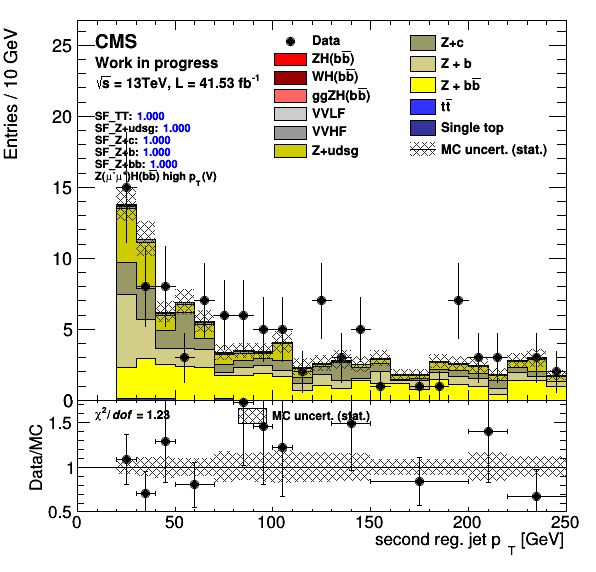 CMS
Work in progress
√s = 13TeV, L = 41.53 fb⁻¹
SF_TT: 1.000
SF_Z+udsg: 1.000
SF_Z+c: 1.000
SF_Z+b: 1.000
SF_Z+bb: 1.000
Z(μ⁻μ⁺)H(bb̅) high p_T(V)
Data
ZH(bb̅)
WH(bb̅)
ggZH(bb̅)
VVLF
VVHF
Z+udsg
Z+c
Z + b
Z + bb̅
tt̅
Single top
MC uncert. (stat.)
Entries / 10 GeV
25
20
15
10
5
0
χ²/dof = 1.23
MC uncert. (stat.)
Data/MC
1.5
1
0.5
0 50 100 150 200 250
second reg. jet p_T [GeV]